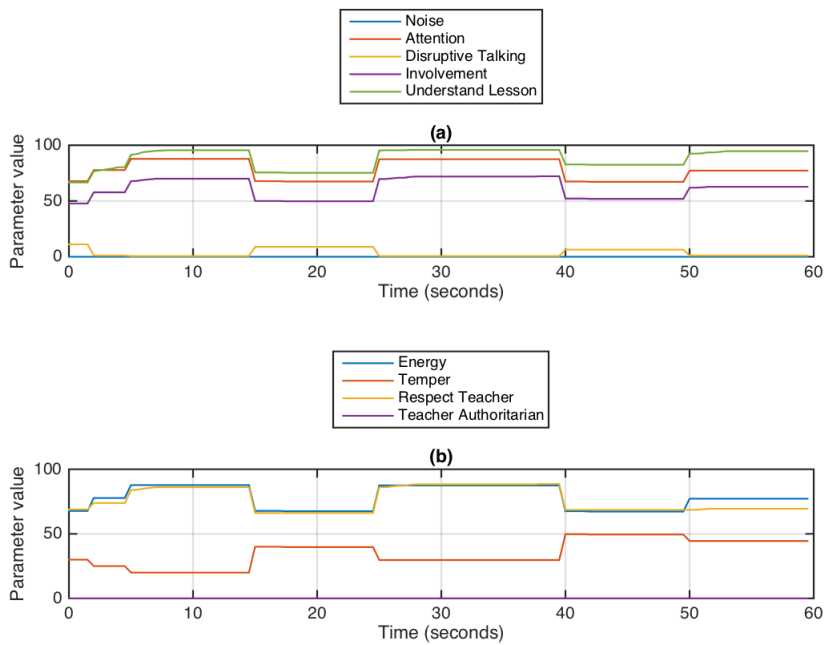 Noise
Attention
Disruptive Talking
Involvement
Understand Lesson
(a)
Parameter value
100
50
0
0 10 20 30 40 50 60
Time (seconds)
Energy
Temper
Respect Teacher
Teacher Authoritarian
(b)
Parameter value
100
50
0
0 10 20 30 40 50 60
Time (seconds)